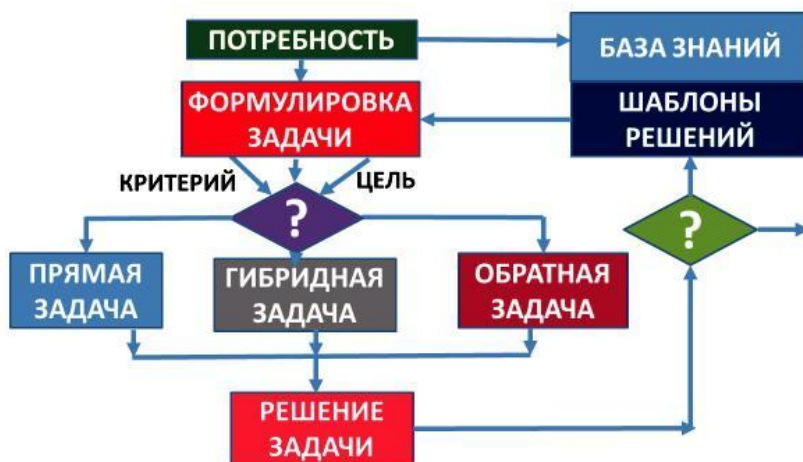 ПОТРЕБНОСТЬ
БАЗА ЗНАНИЙ
ФОРМУЛИРОВКА
ЗАДАЧИ
ШАБЛОНЫ
РЕШЕНИЙ
КРИТЕРИЙ
ЦЕЛЬ
?
?
ПРЯМАЯ
ЗАДАЧА
ГИБРИДНАЯ
ЗАДАЧА
ОБРАТНАЯ
ЗАДАЧА
РЕШЕНИЕ
ЗАДАЧИ